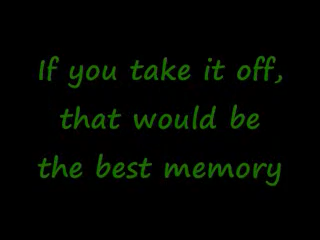 If you take it off,
that would be
the best memory